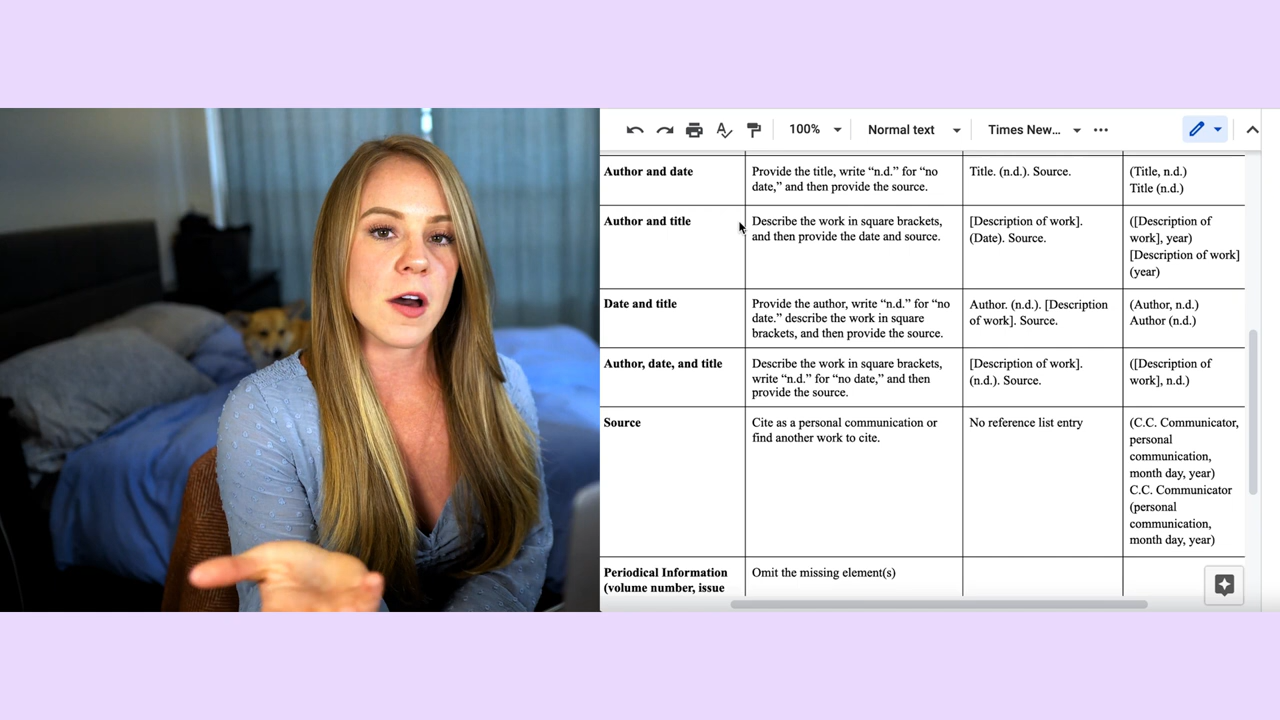 100%
Normal text
Times New...
Author and date
Provide the title, write “n.d.” for “no
date,” and then provide the source.
Title. (n.d.). Source.
(Title, n.d.)
Title (n.d.)
Author and title
Describe the work in square brackets,
and then provide the date and source.
[Description of work].
(Date). Source.
([Description of
work], year)
[Description of work]
(year)
Date and title
Provide the author, write “n.d.” for “no
date.” describe the work in square
brackets, and then provide the source.
Author. (n.d.). [Description
of work]. Source.
(Author, n.d.)
Author (n.d.)
Author, date, and title
Describe the work in square brackets,
write “n.d.” for “no date,” and then
provide the source.
[Description of work].
(n.d.). Source.
([Description of
work], n.d.)
Source
Cite as a personal communication or
find another work to cite.
No reference list entry
(C.C. Communicator,
personal
communication,
month day, year)
C.C. Communicator
(personal
communication,
month day, year)
Periodical Information
(volume number, issue
Omit the missing element(s)